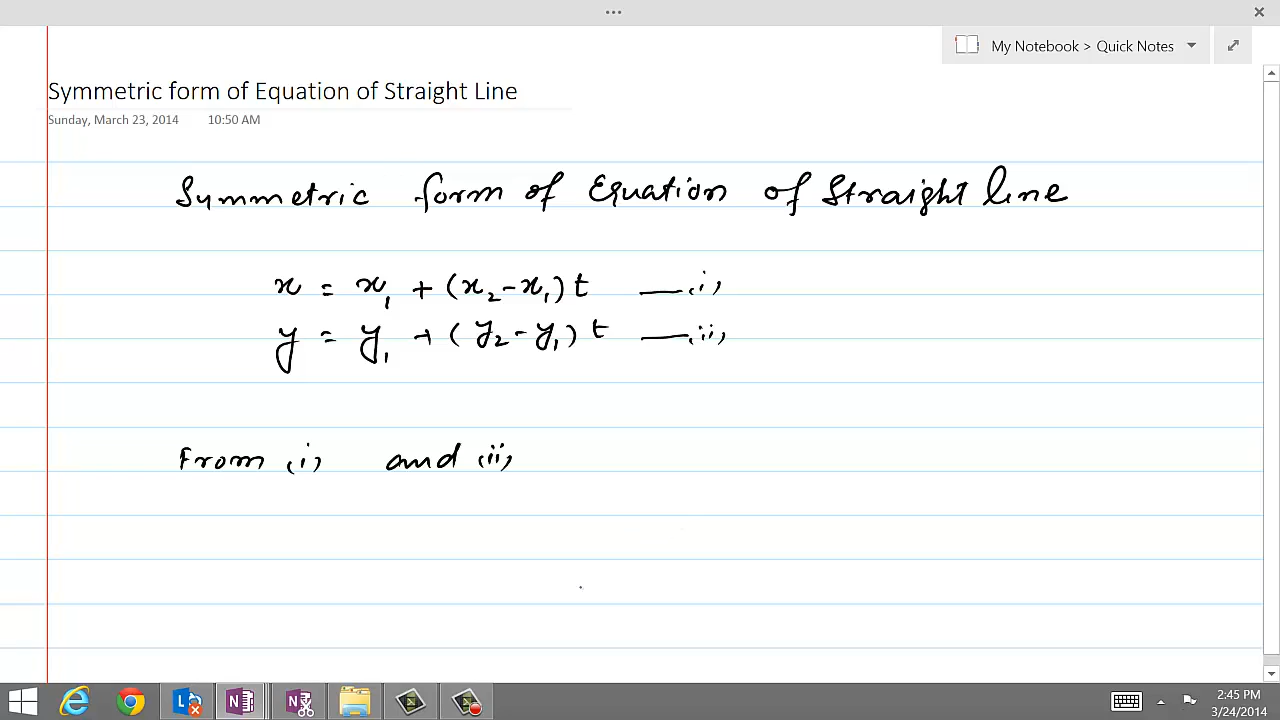 ...
My Notebook > Quick Notes
Symmetric form of Equation of Straight Line
Sunday, March 23, 2014 10:50 AM
Symmetric form of Equation of Straight line
x = x₁ + (x₂-x₁) t —(i)
y = y₁ + (y₂-y₁) t —(ii)
From (i) and (ii)
2:45 PM
3/24/2014